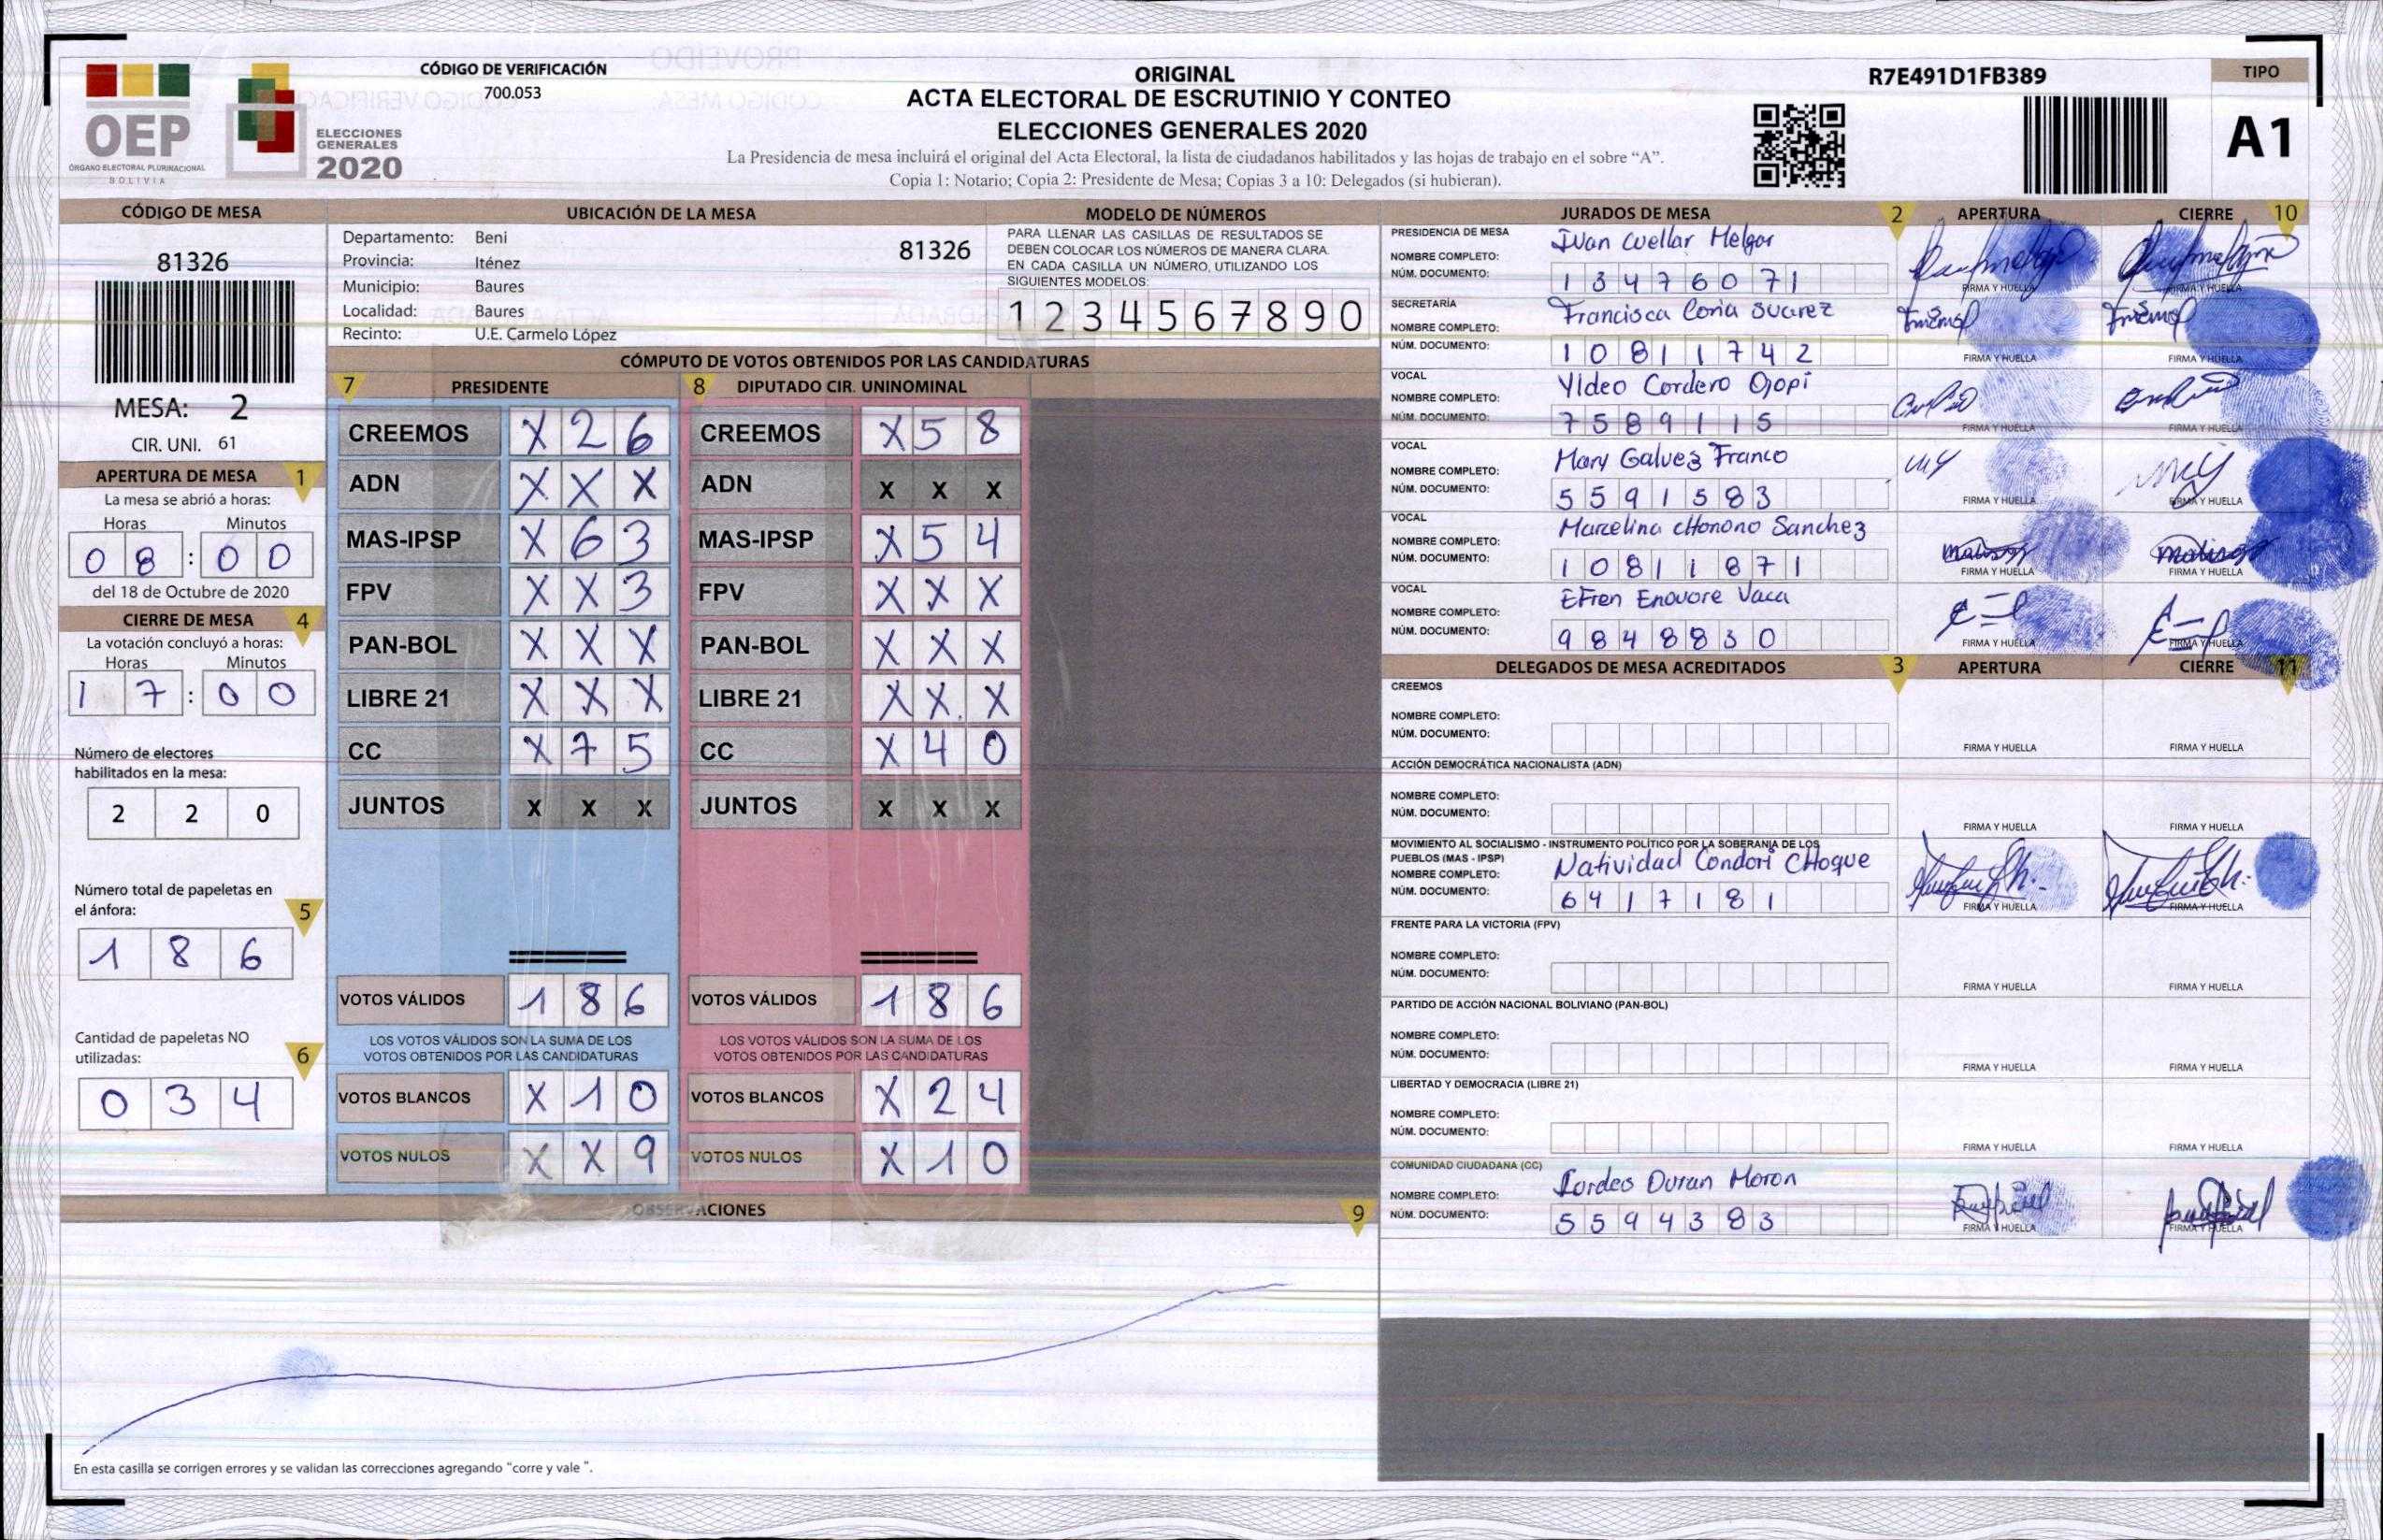 CÓDIGO DE VERIFICACIÓN
700.053
OEP
ÓRGANO ELECTORAL PLURINACIONAL
BOLIVIA
ELECCIONES
GENERALES
2020
ORIGINAL
ACTA ELECTORAL DE ESCRUTINIO Y CONTEO
ELECCIONES GENERALES 2020
La Presidencia de mesa incluirá el original del Acta Electoral, la lista de ciudadanos habilitados y las hojas de trabajo en el sobre “A”.
Copia 1: Notario; Copia 2: Presidente de Mesa; Copias 3 a 10: Delegados (si hubieran).
R7E491D1FB389
TIPO
A1
CÓDIGO DE MESA
81326
MESA: 2
CIR. UNI. 61
APERTURA DE MESA 1
La mesa se abrió a horas:
Horas Minutos
0 8 : 0 0
del 18 de Octubre de 2020
CIERRE DE MESA 4
La votación concluyó a horas:
Horas Minutos
1 7 : 0 0
Número de electores
habilitados en la mesa:
2 2 0
Número total de papeletas en
el ánfora: 5
1 8 6
Cantidad de papeletas NO
utilizadas: 6
0 3 4
UBICACIÓN DE LA MESA
Departamento: Beni 81326
Provincia: Iténez
Municipio: Baures
Localidad: Baures
Recinto: U.E. Carmelo López
MODELO DE NÚMEROS
PARA LLENAR LAS CASILLAS DE RESULTADOS SE
DEBEN COLOCAR LOS NÚMEROS DE MANERA CLARA.
EN CADA CASILLA UN NÚMERO, UTILIZANDO LOS
SIGUIENTES MODELOS:
1 2 3 4 5 6 7 8 9 0
CÓMPUTO DE VOTOS OBTENIDOS POR LAS CANDIDATURAS
7 PRESIDENTE 8 DIPUTADO CIR. UNINOMINAL
CREEMOS X 2 6 CREEMOS X 5 8
ADN X X X ADN X X X
MAS-IPSP X 6 3 MAS-IPSP X 5 4
FPV X X 3 FPV X X X
PAN-BOL X X X PAN-BOL X X X
LIBRE 21 X X X LIBRE 21 X X X
CC X 7 5 CC X 4 0
JUNTOS X X X JUNTOS X X X
VOTOS VÁLIDOS 1 8 6 VOTOS VÁLIDOS 1 8 6
LOS VOTOS VÁLIDOS SON LA SUMA DE LOS LOS VOTOS VÁLIDOS SON LA SUMA DE LOS
VOTOS OBTENIDOS POR LAS CANDIDATURAS VOTOS OBTENIDOS POR LAS CANDIDATURAS
VOTOS BLANCOS X 1 0 VOTOS BLANCOS X 2 4
VOTOS NULOS X X 9 VOTOS NULOS X 1 0
OBSERVACIONES 9
En esta casilla se corrigen errores y se validan las correcciones agregando “corre y vale ”.
JURADOS DE MESA 2 APERTURA CIERRE 10
PRESIDENCIA DE MESA
NOMBRE COMPLETO: Ivan Cuellar Melgar
NÚM. DOCUMENTO: 1 3 4 7 6 0 7 1
FIRMA Y HUELLA FIRMA Y HUELLA
SECRETARÍA
NOMBRE COMPLETO: Francisca Coria Suarez
NÚM. DOCUMENTO: 1 0 8 1 1 7 4 2
FIRMA Y HUELLA FIRMA Y HUELLA
VOCAL
NOMBRE COMPLETO: Yldeo Cordero Ojopi
NÚM. DOCUMENTO: 7 5 8 9 1 1 5
FIRMA Y HUELLA FIRMA Y HUELLA
VOCAL
NOMBRE COMPLETO: Mary Galvez Franco
NÚM. DOCUMENTO: 5 5 9 1 5 8 3
FIRMA Y HUELLA FIRMA Y HUELLA
VOCAL
NOMBRE COMPLETO: Marcelina cHonono Sanchez
NÚM. DOCUMENTO: 1 0 8 1 1 8 7 1
FIRMA Y HUELLA FIRMA Y HUELLA
VOCAL
NOMBRE COMPLETO: EFren Enovore Vaca
NÚM. DOCUMENTO: 9 8 4 8 8 3 0
FIRMA Y HUELLA FIRMA Y HUELLA
DELEGADOS DE MESA ACREDITADOS 3 APERTURA CIERRE 11
CREEMOS
NOMBRE COMPLETO:
NÚM. DOCUMENTO:
FIRMA Y HUELLA FIRMA Y HUELLA
ACCIÓN DEMOCRÁTICA NACIONALISTA (ADN)
NOMBRE COMPLETO:
NÚM. DOCUMENTO:
FIRMA Y HUELLA FIRMA Y HUELLA
MOVIMIENTO AL SOCIALISMO - INSTRUMENTO POLÍTICO POR LA SOBERANIA DE LOS
PUEBLOS (MAS - IPSP)
NOMBRE COMPLETO: Natividad Condori CHoque
NÚM. DOCUMENTO: 6 4 1 7 1 8 1
FIRMA Y HUELLA FIRMA Y HUELLA
FRENTE PARA LA VICTORIA (FPV)
NOMBRE COMPLETO:
NÚM. DOCUMENTO:
FIRMA Y HUELLA FIRMA Y HUELLA
PARTIDO DE ACCIÓN NACIONAL BOLIVIANO (PAN-BOL)
NOMBRE COMPLETO:
NÚM. DOCUMENTO:
FIRMA Y HUELLA FIRMA Y HUELLA
LIBERTAD Y DEMOCRACIA (LIBRE 21)
NOMBRE COMPLETO:
NÚM. DOCUMENTO:
FIRMA Y HUELLA FIRMA Y HUELLA
COMUNIDAD CIUDADANA (CC)
NOMBRE COMPLETO: Lordes Duran Moron
NÚM. DOCUMENTO: 5 5 9 4 3 8 3
FIRMA Y HUELLA FIRMA Y HUELLA